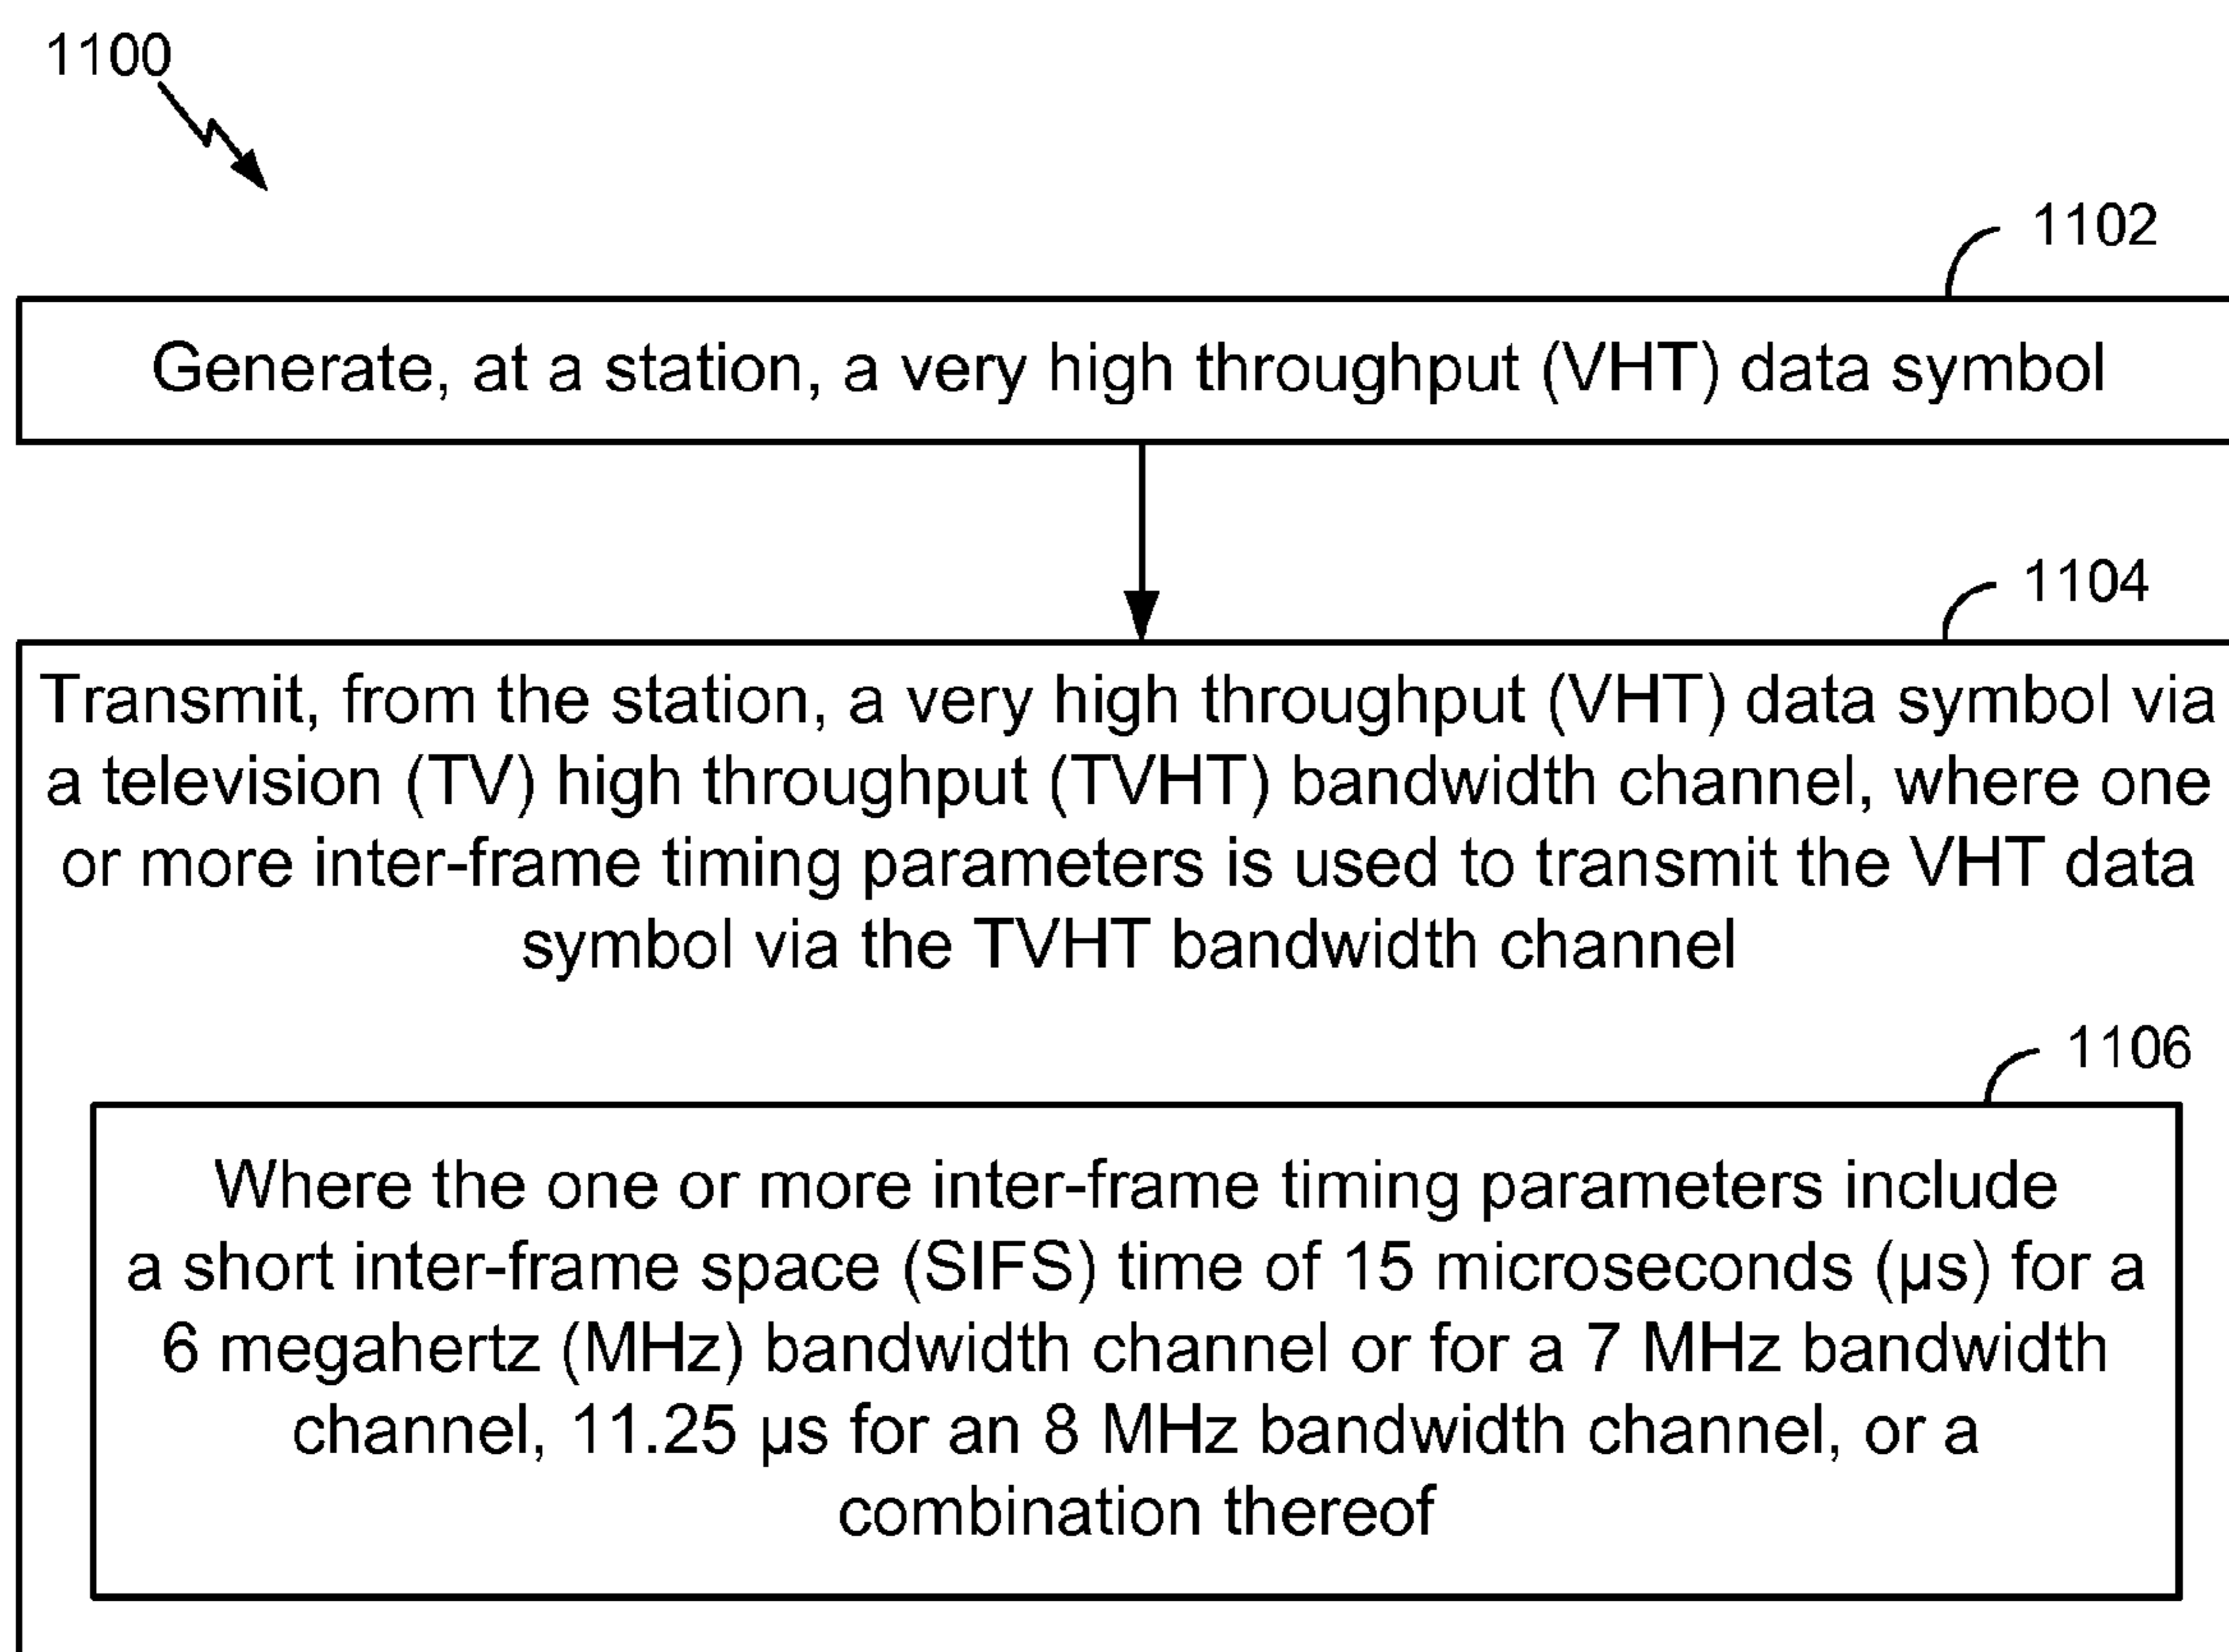 1100
1102
Generate, at a station, a very high throughput (VHT) data symbol
1104
Transmit, from the station, a very high throughput (VHT) data symbol via
a television (TV) high throughput (TVHT) bandwidth channel, where one
or more inter-frame timing parameters is used to transmit the VHT data
symbol via the TVHT bandwidth channel
1106
Where the one or more inter-frame timing parameters include
a short inter-frame space (SIFS) time of 15 microseconds (μs) for a
6 megahertz (MHz) bandwidth channel or for a 7 MHz bandwidth
channel, 11.25 μs for an 8 MHz bandwidth channel, or a
combination thereof